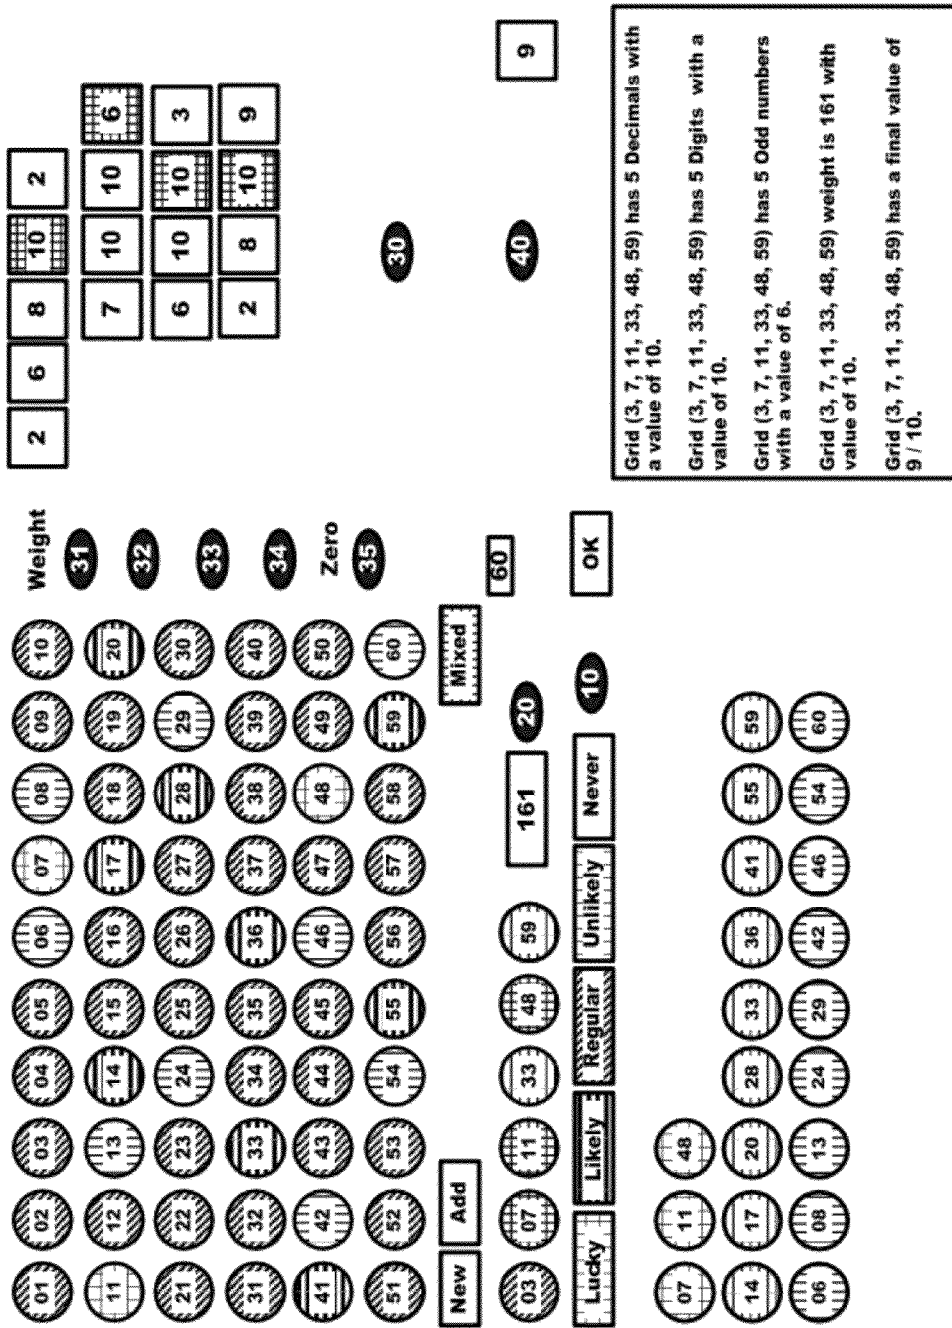 01 02 03 04 05 06 07 08 09 10 Weight 2 6 8 10 2
31
11 12 13 14 15 16 17 18 19 20 7 10 10 6
32
21 22 23 24 25 26 27 28 29 30 6 10 10 3
33
31 32 33 34 35 36 37 38 39 40 2 8 10 9
34
41 42 43 44 45 46 47 48 49 50 Zero
35
51 52 53 54 55 56 57 58 59 60 30
New Add Mixed
60
03 07 11 33 48 59 161 20 40 9
Lucky Likely Regular Unlikely Never 10 OK
07 11 48
14 17 20 28 33 36 41 55 59
06 08 13 24 29 42 46 54 60
Grid (3, 7, 11, 33, 48, 59) has 5 Decimals with
a value of 10.
Grid (3, 7, 11, 33, 48, 59) has 5 Digits with a
value of 10.
Grid (3, 7, 11, 33, 48, 59) has 5 Odd numbers
with a value of 6.
Grid (3, 7, 11, 33, 48, 59) weight is 161 with
value of 10.
Grid (3, 7, 11, 33, 48, 59) has a final value of
9 / 10.